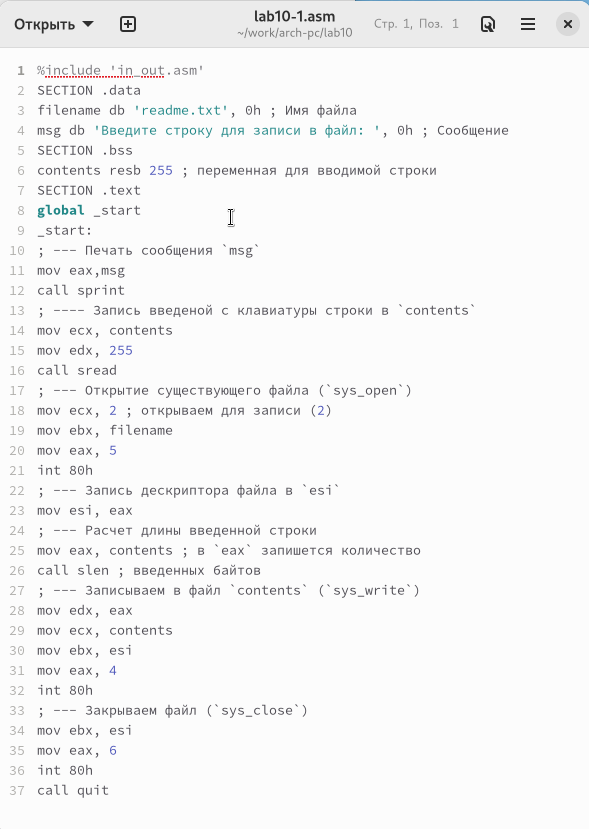 Открыть
lab10-1.asm
~/work/arch-pc/lab10
Стр. 1, Поз. 1
1 %include 'in_out.asm'
2 SECTION .data
3 filename db 'readme.txt', 0h ; Имя файла
4 msg db 'Введите строку для записи в файл: ', 0h ; Сообщение
5 SECTION .bss
6 contents resb 255 ; переменная для вводимой строки
7 SECTION .text
8 global _start
9 _start:
10 ; --- Печать сообщения `msg`
11 mov eax,msg
12 call sprint
13 ; ---- Запись введеной с клавиатуры строки в `contents`
14 mov ecx, contents
15 mov edx, 255
16 call sread
17 ; --- Открытие существующего файла (`sys_open`)
18 mov ecx, 2 ; открываем для записи (2)
19 mov ebx, filename
20 mov eax, 5
21 int 80h
22 ; --- Запись дескриптора файла в `esi`
23 mov esi, eax
24 ; --- Расчет длины введенной строки
25 mov eax, contents ; в `eax` запишется количество
26 call slen ; введенных байтов
27 ; --- Записываем в файл `contents` (`sys_write`)
28 mov edx, eax
29 mov ecx, contents
30 mov ebx, esi
31 mov eax, 4
32 int 80h
33 ; --- Закрываем файл (`sys_close`)
34 mov ebx, esi
35 mov eax, 6
36 int 80h
37 call quit